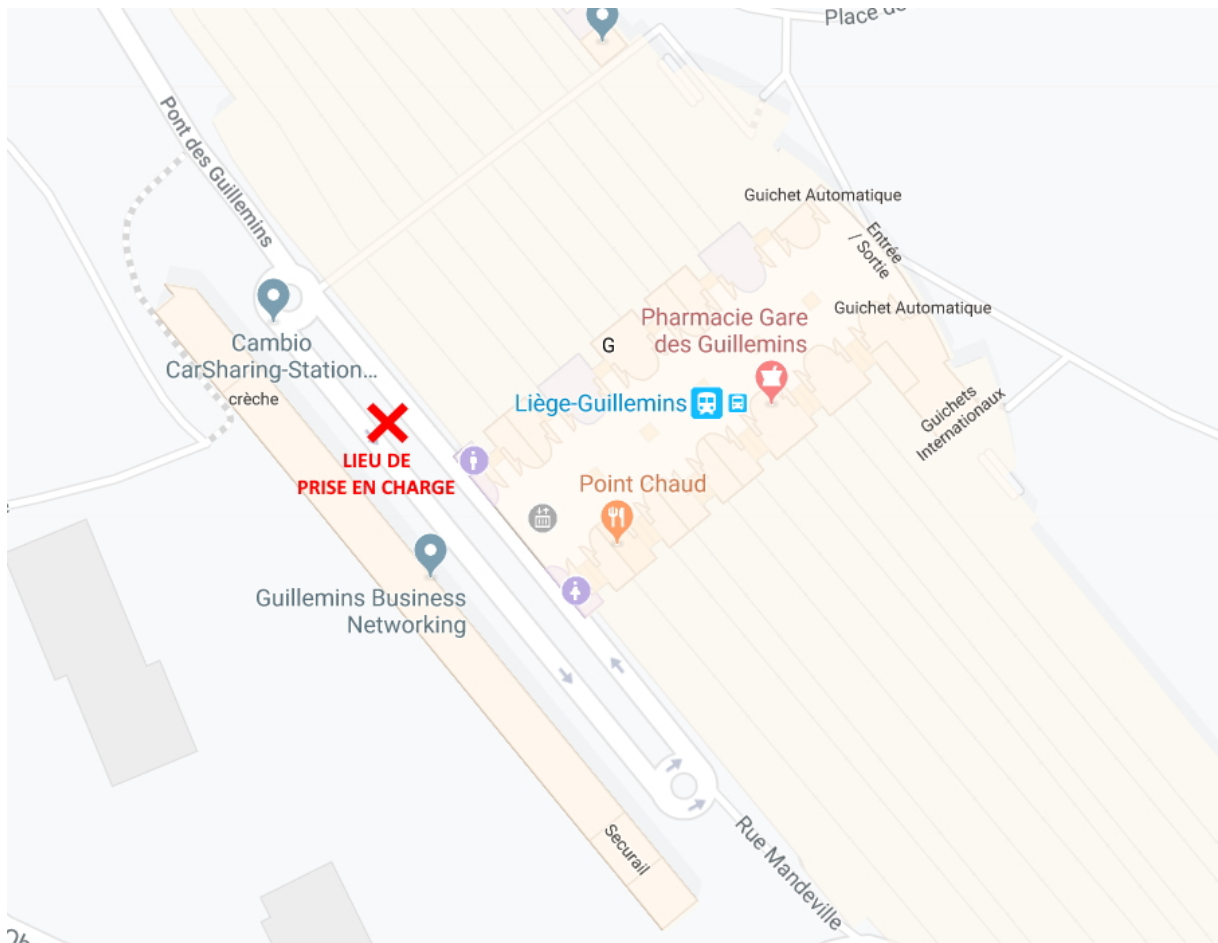 Place
Pont des Guillemins
Guichet Automatique
Entrée
/ Sortie
Guichet Automatique
Pharmacie Gare
des Guillemins
G
Cambio
CarSharing-Station...
crèche
Liège-Guillemins
Guichets
Internationaux
LIEU DE
PRISE EN CHARGE
Point Chaud
Guillemins Business
Networking
Securail
Rue Mandeville